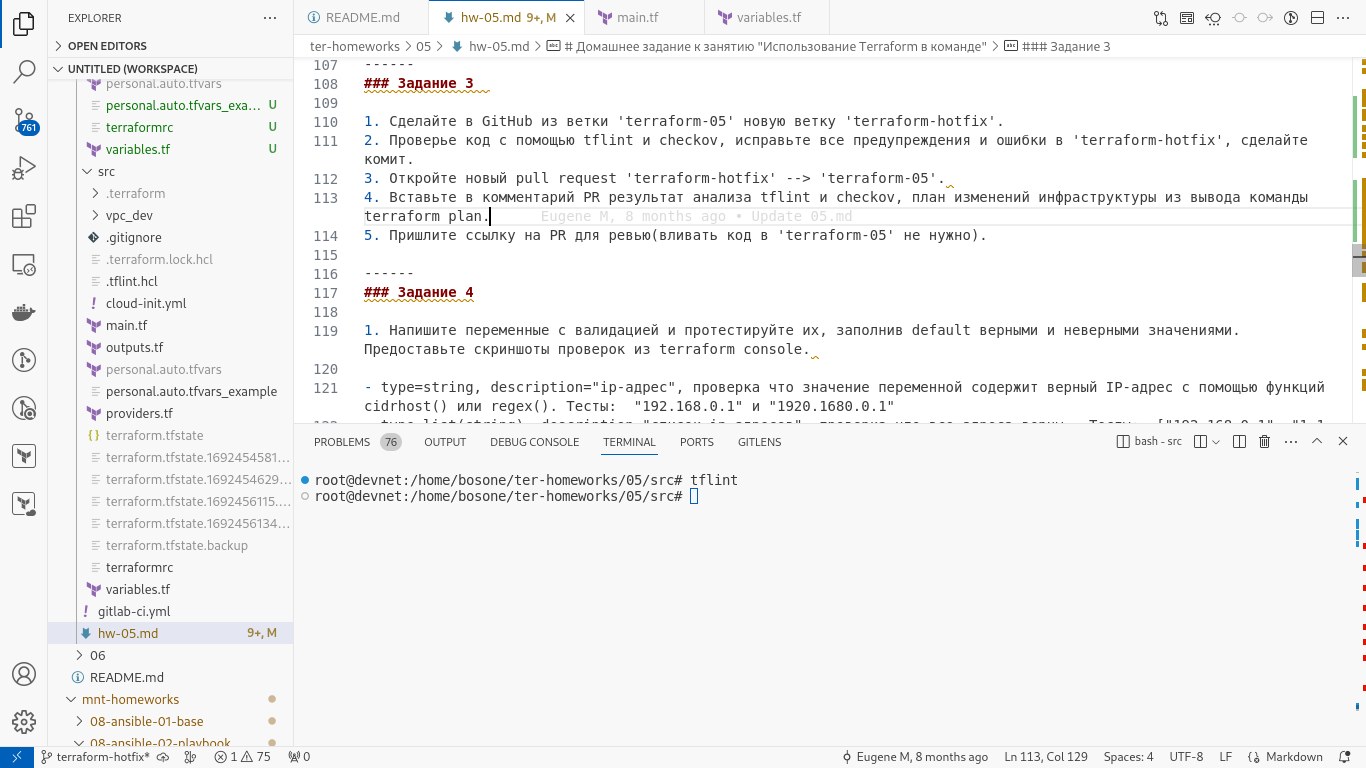 EXPLORER
OPEN EDITORS
UNTITLED (WORKSPACE)
personal.auto.tfvars
personal.auto.tfvars_exa... U
terraformrc U
variables.tf U
src
.terraform
vpc_dev
.gitignore
.terraform.lock.hcl
.tflint.hcl
cloud-init.yml
main.tf
outputs.tf
personal.auto.tfvars
personal.auto.tfvars_example
providers.tf
terraform.tfstate
terraform.tfstate.1692454581...
terraform.tfstate.1692454629...
terraform.tfstate.1692456115....
terraform.tfstate.1692456134...
terraform.tfstate.backup
terraformrc
variables.tf
gitlab-ci.yml
hw-05.md 9+, M
06
README.md
mnt-homeworks
08-ansible-01-base
08-ansible-02-playbook
761
README.md hw-05.md 9+, M main.tf variables.tf
ter-homeworks > 05 > hw-05.md > # Домашнее задание к занятию "Использование Terraform в команде" > ### Задание 3
107 ------
108 ### Задание 3
109
110 1. Сделайте в GitHub из ветки 'terraform-05' новую ветку 'terraform-hotfix'.
111 2. Проверье код с помощью tflint и checkov, исправьте все предупреждения и ошибки в 'terraform-hotfix', сделайте
комит.
112 3. Откройте новый pull request 'terraform-hotfix' --> 'terraform-05'.
113 4. Вставьте в комментарий PR результат анализа tflint и checkov, план изменений инфраструктуры из вывода команды
terraform plan. Eugene M, 8 months ago • Update 05.md
114 5. Пришлите ссылку на PR для ревью(вливать код в 'terraform-05' не нужно).
115
116 ------
117 ### Задание 4
118
119 1. Напишите переменные с валидацией и протестируйте их, заполнив default верными и неверными значениями.
Предоставьте скриншоты проверок из terraform console.
120
121 - type=string, description="ip-адрес", проверка что значение переменной содержит верный IP-адрес с помощью функций
cidrhost() или regex(). Тесты:  "192.168.0.1" и "1920.1680.0.1"
PROBLEMS 76 OUTPUT DEBUG CONSOLE TERMINAL PORTS GITLENS bash - src
root@devnet:/home/bosone/ter-homeworks/05/src# tflint
root@devnet:/home/bosone/ter-homeworks/05/src#
terraform-hotfix* 1 75 0 Eugene M, 8 months ago Ln 113, Col 129 Spaces: 4 UTF-8 LF Markdown